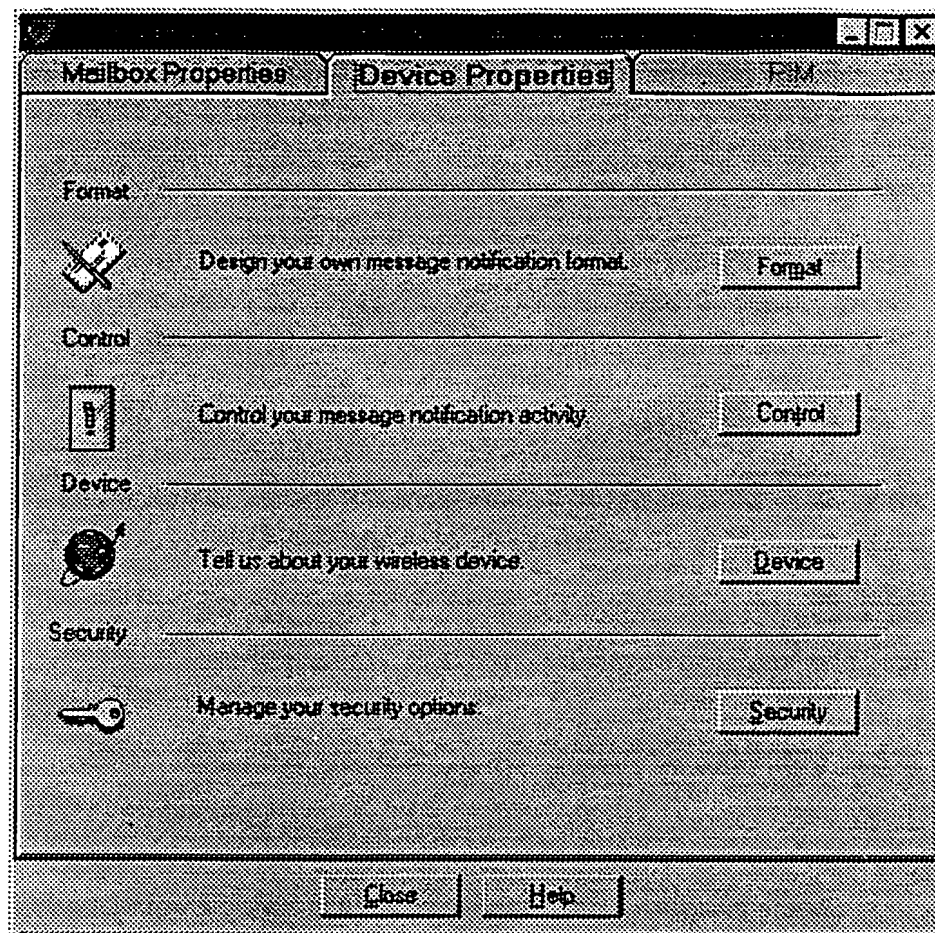 Mailbox Properties Device Properties PIM
Format
Design your own message notification format. Format
Control
Control your message notification activity. Control
Device
Tell us about your wireless device. Device
Security
Manage your security options. Security
Close Help